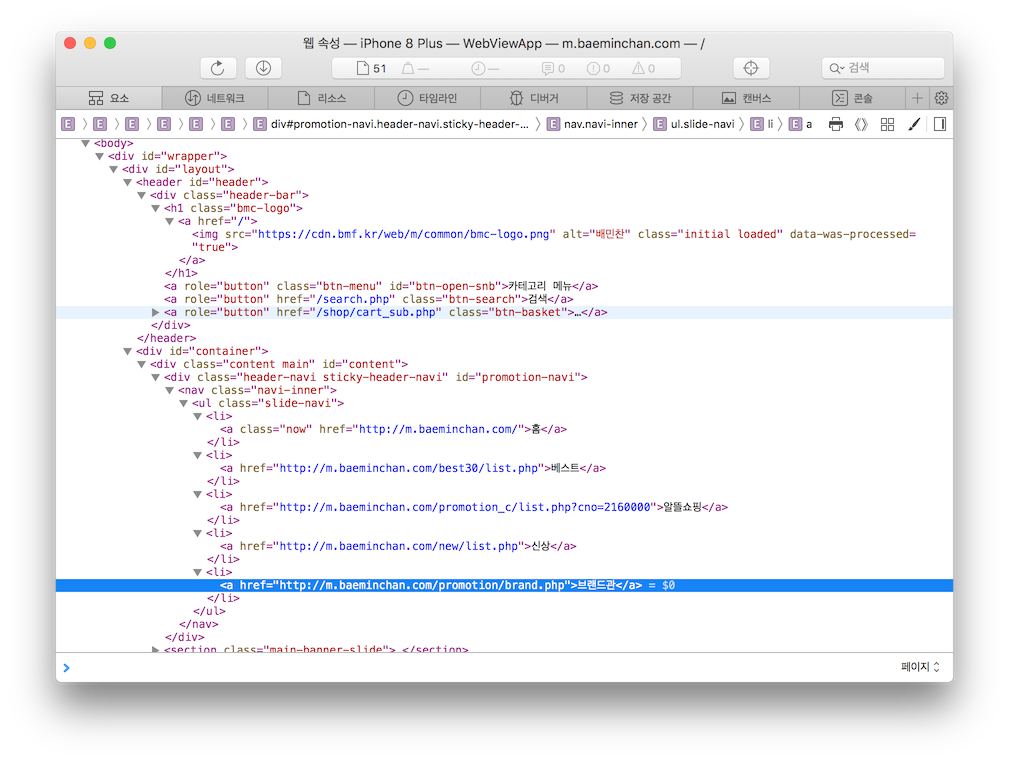 웹 속성 — iPhone 8 Plus — WebViewApp — m.baeminchan.com — /
51 — — 0 0 0 검색
요소 네트워크 리소스 타임라인 디버거 저장 공간 캔버스 콘솔
E E E E E E E div#promotion-navi.header-navi.sticky-header-... E nav.navi-inner E ul.slide-navi E li E a
<body>
<div id="wrapper">
<div id="layout">
<header id="header">
<div class="header-bar">
<h1 class="bmc-logo">
<a href="/">
<img src="https://cdn.bmf.kr/web/m/common/bmc-logo.png" alt="배민찬" class="initial loaded" data-was-processed=
"true">
</a>
</h1>
<a role="button" class="btn-menu" id="btn-open-snb">카테고리 메뉴</a>
<a role="button" href="/search.php" class="btn-search">검색</a>
<a role="button" href="/shop/cart_sub.php" class="btn-basket">…</a>
</div>
</header>
<div id="container">
<div class="content main" id="content">
<div class="header-navi sticky-header-navi" id="promotion-navi">
<nav class="navi-inner">
<ul class="slide-navi">
<li>
<a class="now" href="http://m.baeminchan.com/">홈</a>
</li>
<li>
<a href="http://m.baeminchan.com/best30/list.php">베스트</a>
</li>
<li>
<a href="http://m.baeminchan.com/promotion_c/list.php?cno=2160000">알뜰쇼핑</a>
</li>
<li>
<a href="http://m.baeminchan.com/new/list.php">신상</a>
</li>
<li>
<a href="http://m.baeminchan.com/promotion/brand.php">브랜드관</a> = $0
</li>
</ul>
</nav>
</div>
<section class="main-banner-slide">…</section>
페이지